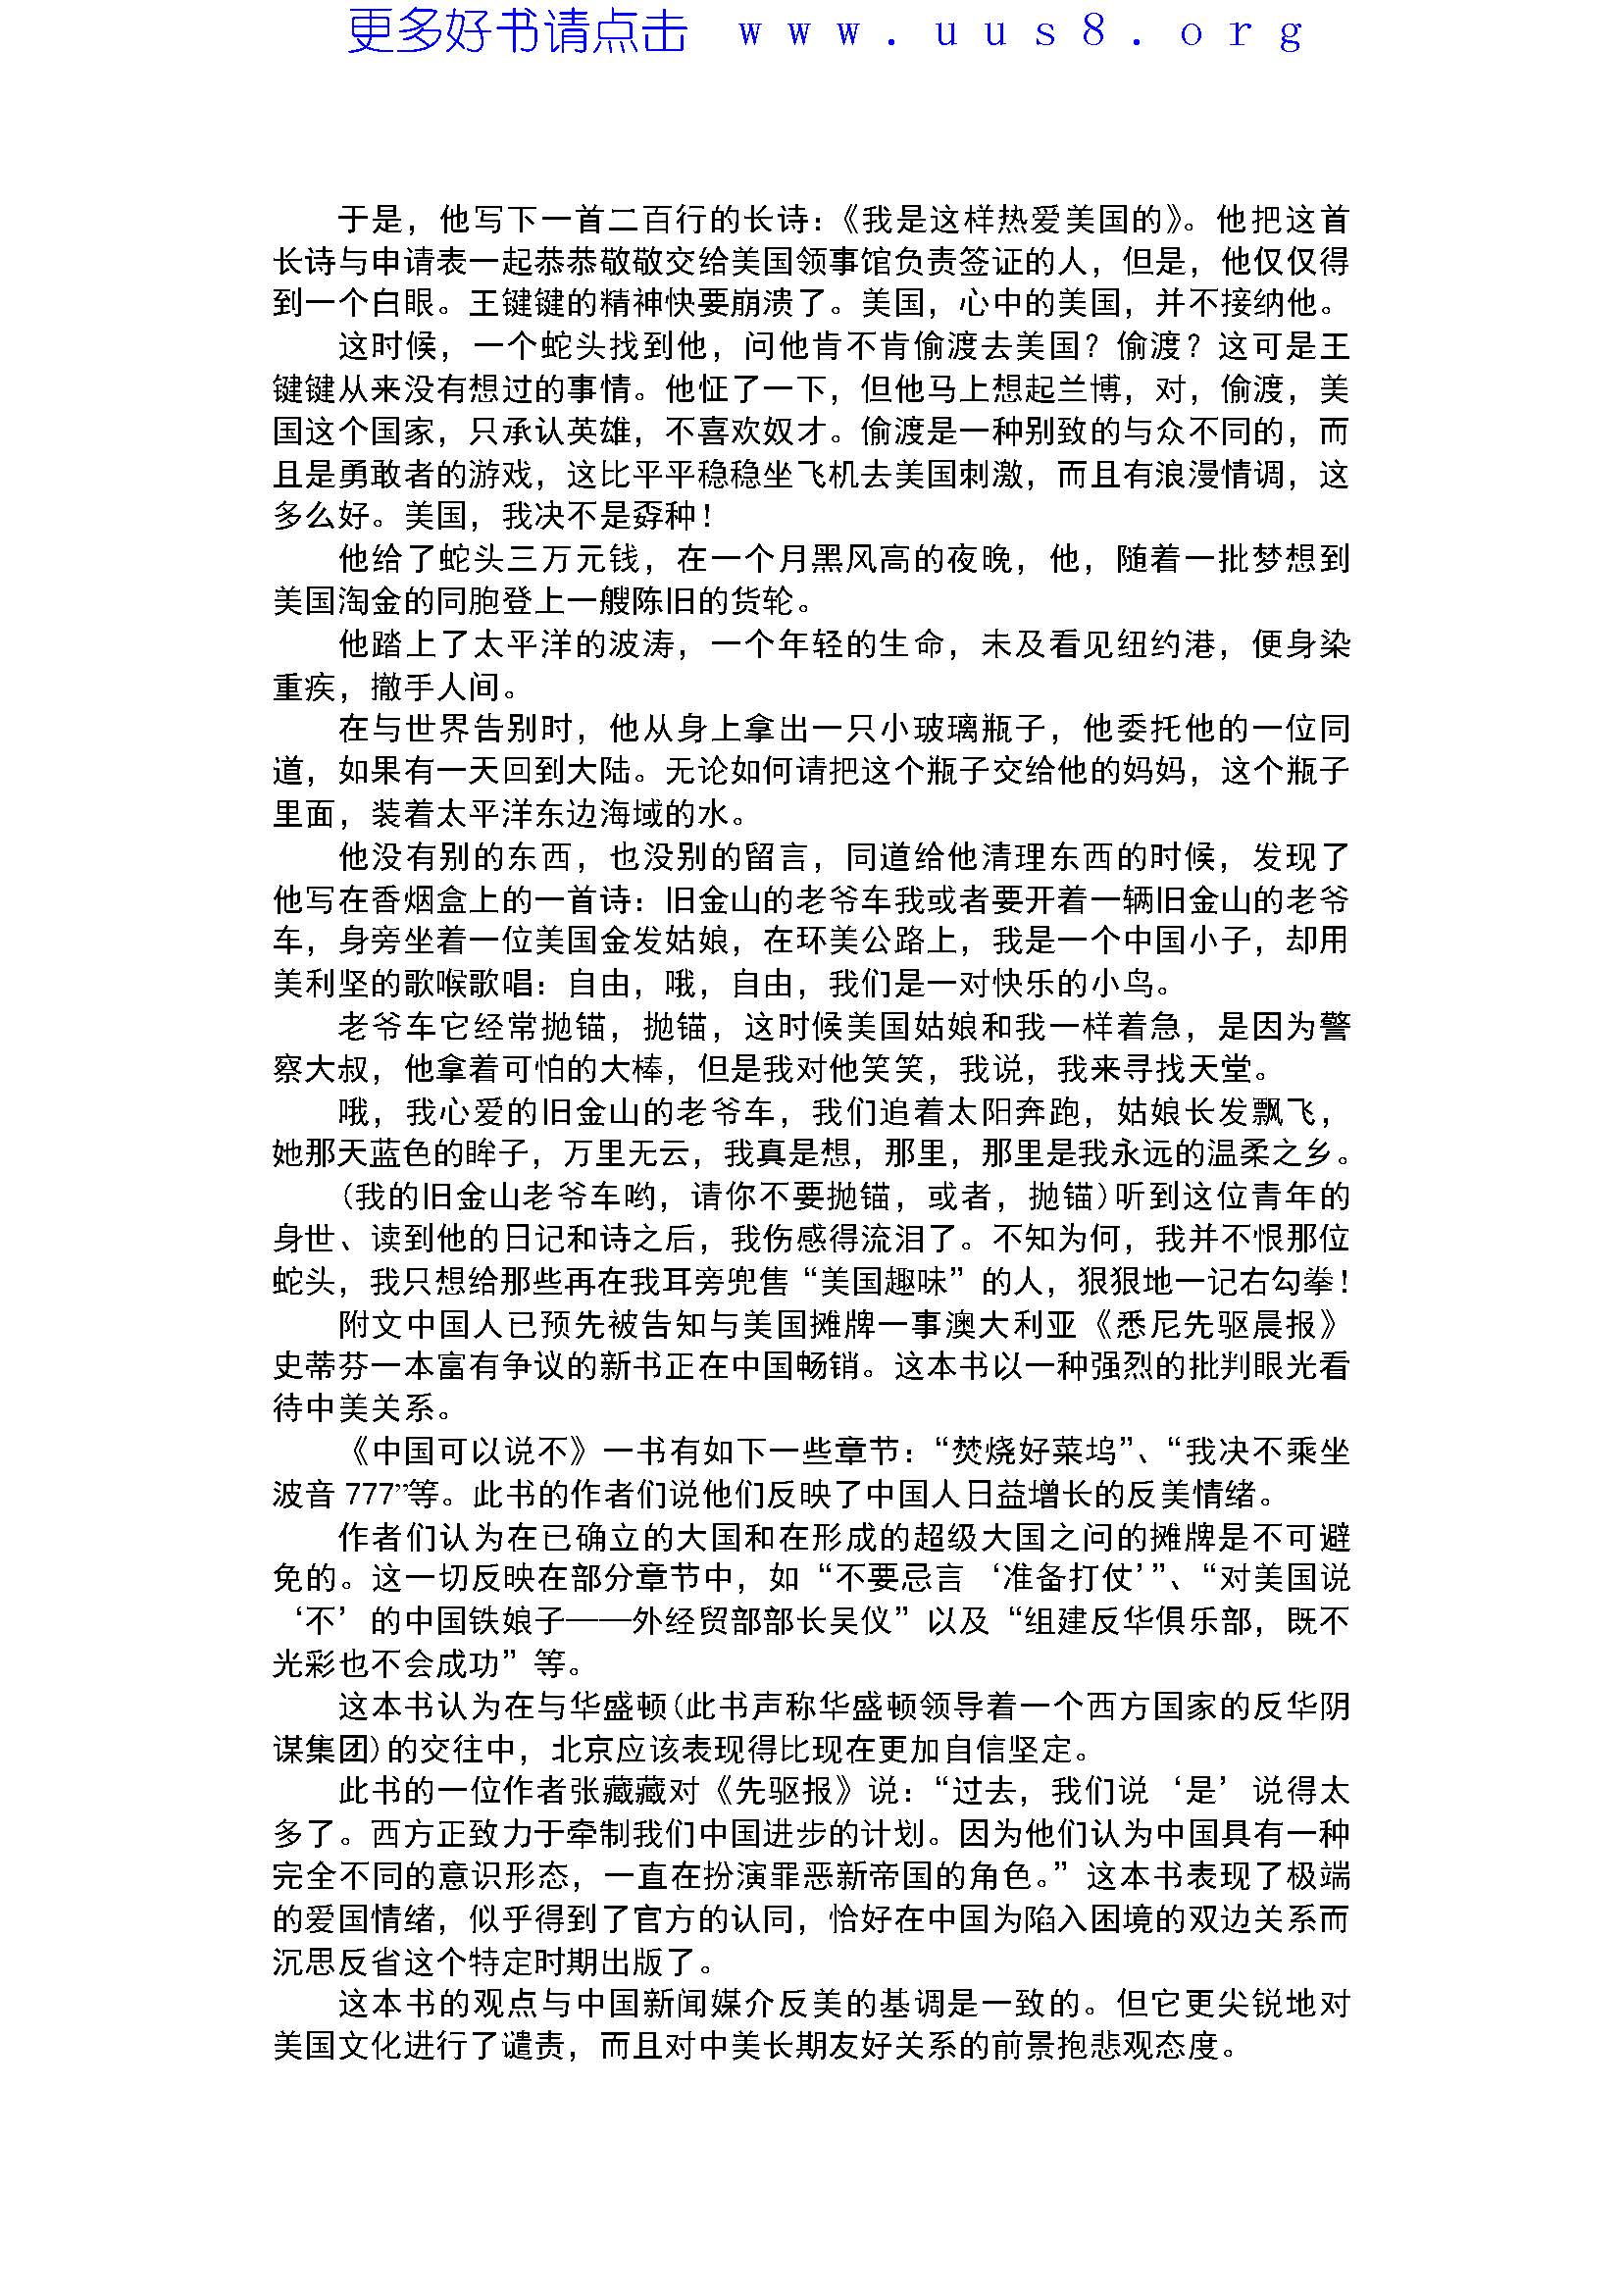 更多好书请点击 www.uus8.org
于是，他写下一首二百行的长诗：《我是这样热爱美国的》。他把这首
长诗与申请表一起恭恭敬敬交给美国领事馆负责签证的人，但是，他仅仅得
到一个白眼。王键键的精神快要崩溃了。美国，心中的美国，并不接纳他。
这时候，一个蛇头找到他，问他肯不肯偷渡去美国？偷渡？这可是王
键键从来没有想过的事情。他怔了一下，但他马上想起兰博，对，偷渡，美
国这个国家，只承认英雄，不喜欢奴才。偷渡是一种别致的与众不同的，而
且是勇敢者的游戏，这比平平稳稳坐飞机去美国刺激，而且有浪漫情调，这
多么好。美国，我决不是孬种！
他给了蛇头三万元钱，在一个月黑风高的夜晚，他，随着一批梦想到
美国淘金的同胞登上一艘陈旧的货轮。
他踏上了太平洋的波涛，一个年轻的生命，未及看见纽约港，便身染
重疾，撤手人间。
在与世界告别时，他从身上拿出一只小玻璃瓶子，他委托他的一位同
道，如果有一天回到大陆。无论如何请把这个瓶子交给他的妈妈，这个瓶子
里面，装着太平洋东边海域的水。
他没有别的东西，也没别的留言，同道给他清理东西的时候，发现了
他写在香烟盒上的一首诗：旧金山的老爷车我或者要开着一辆旧金山的老爷
车，身旁坐着一位美国金发姑娘，在环美公路上，我是一个中国小子，却用
美利坚的歌喉歌唱：自由，哦，自由，我们是一对快乐的小鸟。
老爷车它经常抛锚，抛锚，这时候美国姑娘和我一样着急，是因为警
察大叔，他拿着可怕的大棒，但是我对他笑笑，我说，我来寻找天堂。
哦，我心爱的旧金山的老爷车，我们追着太阳奔跑，姑娘长发飘飞，
她那天蓝色的眸子，万里无云，我真是想，那里，那里是我永远的温柔之乡。
(我的旧金山老爷车哟，请你不要抛锚，或者，抛锚)听到这位青年的
身世、读到他的日记和诗之后，我伤感得流泪了。不知为何，我并不恨那位
蛇头，我只想给那些再在我耳旁兜售“美国趣味”的人，狠狠地一记右勾拳！
附文中国人已预先被告知与美国摊牌一事澳大利亚《悉尼先驱晨报》
史蒂芬一本富有争议的新书正在中国畅销。这本书以一种强烈的批判眼光看
待中美关系。
《中国可以说不》一书有如下一些章节：“焚烧好菜坞”、“我决不乘坐
波音 777”等。此书的作者们说他们反映了中国人日益增长的反美情绪。
作者们认为在已确立的大国和在形成的超级大国之问的摊牌是不可避
免的。这一切反映在部分章节中，如“不要忌言‘准备打仗’”、“对美国说
‘不’的中国铁娘子——外经贸部部长吴仪”以及“组建反华俱乐部，既不
光彩也不会成功”等。
这本书认为在与华盛顿(此书声称华盛顿领导着一个西方国家的反华阴
谋集团)的交往中，北京应该表现得比现在更加自信坚定。
此书的一位作者张藏藏对《先驱报》说：“过去，我们说‘是’说得太
多了。西方正致力于牵制我们中国进步的计划。因为他们认为中国具有一种
完全不同的意识形态，一直在扮演罪恶新帝国的角色。”这本书表现了极端
的爱国情绪，似乎得到了官方的认同，恰好在中国为陷入困境的双边关系而
沉思反省这个特定时期出版了。
这本书的观点与中国新闻媒介反美的基调是一致的。但它更尖锐地对
美国文化进行了谴责，而且对中美长期友好关系的前景抱悲观态度。